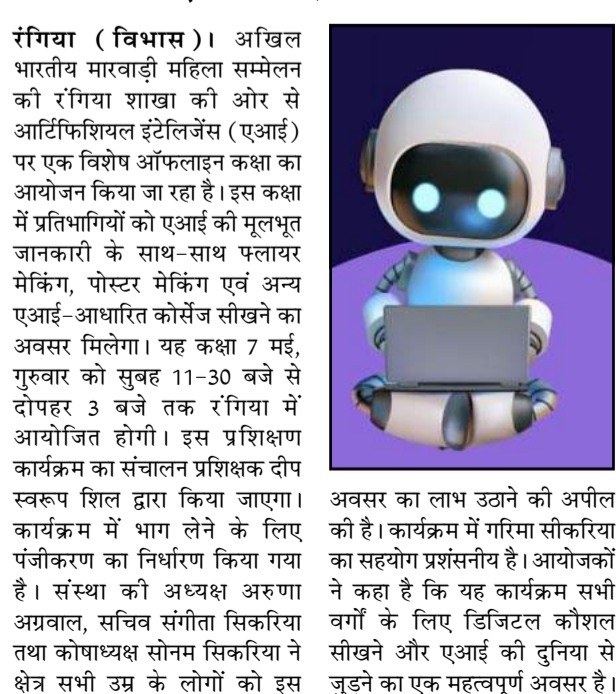 रंगिया ( विभास )। अखिल
भारतीय मारवाड़ी महिला सम्मेलन
की रंगिया शाखा की ओर से
आर्टिफिशियल इंटेलिजेंस (एआई)
पर एक विशेष ऑफलाइन कक्षा का
आयोजन किया जा रहा है। इस कक्षा
में प्रतिभागियों को एआई की मूलभूत
जानकारी के साथ-साथ फ्लायर
मेकिंग, पोस्टर मेकिंग एवं अन्य
एआई-आधारित कोर्सेज सीखने का
अवसर मिलेगा। यह कक्षा 7 मई,
गुरुवार को सुबह 11-30 बजे से
दोपहर 3 बजे तक रंगिया में
आयोजित होगी। इस प्रशिक्षण
कार्यक्रम का संचालन प्रशिक्षक दीप
स्वरूप शिल द्वारा किया जाएगा।
कार्यक्रम में भाग लेने के लिए
पंजीकरण का निर्धारण किया गया
है। संस्था की अध्यक्ष अरुणा
अग्रवाल, सचिव संगीता सिकरिया
तथा कोषाध्यक्ष सोनम सिकरिया ने
क्षेत्र सभी उम्र के लोगों को इस
अवसर का लाभ उठाने की अपील
की है। कार्यक्रम में गरिमा सीकरिया
का सहयोग प्रशंसनीय है। आयोजकों
ने कहा है कि यह कार्यक्रम सभी
वर्गों के लिए डिजिटल कौशल
सीखने और एआई की दुनिया से
जुड़ने का एक महत्वपूर्ण अवसर है।